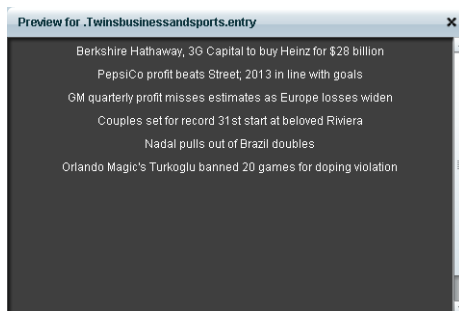 Preview for .Twinsbusinessandsports.entry
Berkshire Hathaway, 3G Capital to buy Heinz for $28 billion
PepsiCo profit beats Street; 2013 in line with goals
GM quarterly profit misses estimates as Europe losses widen
Couples set for record 31st start at beloved Riviera
Nadal pulls out of Brazil doubles
Orlando Magic's Turkoglu banned 20 games for doping violation